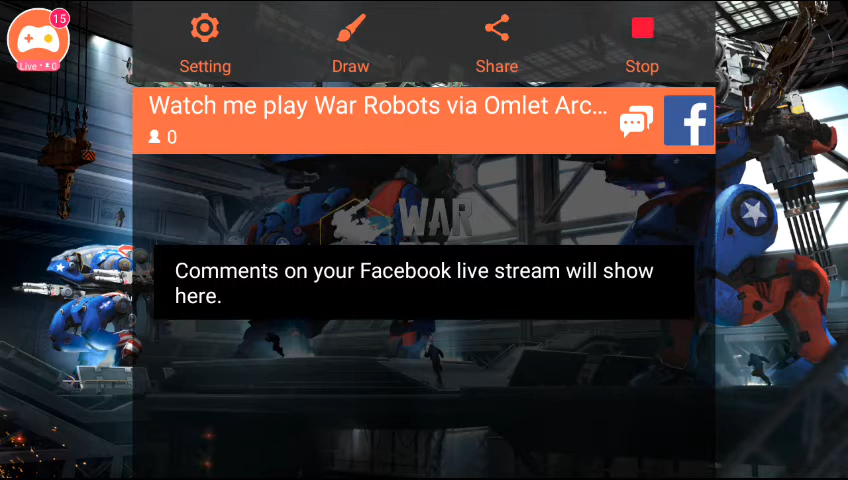 15
Live • 0
Setting
Draw
Share
Stop
Watch me play War Robots via Omlet Arc...
0
WAR
Comments on your Facebook live stream will show
here.